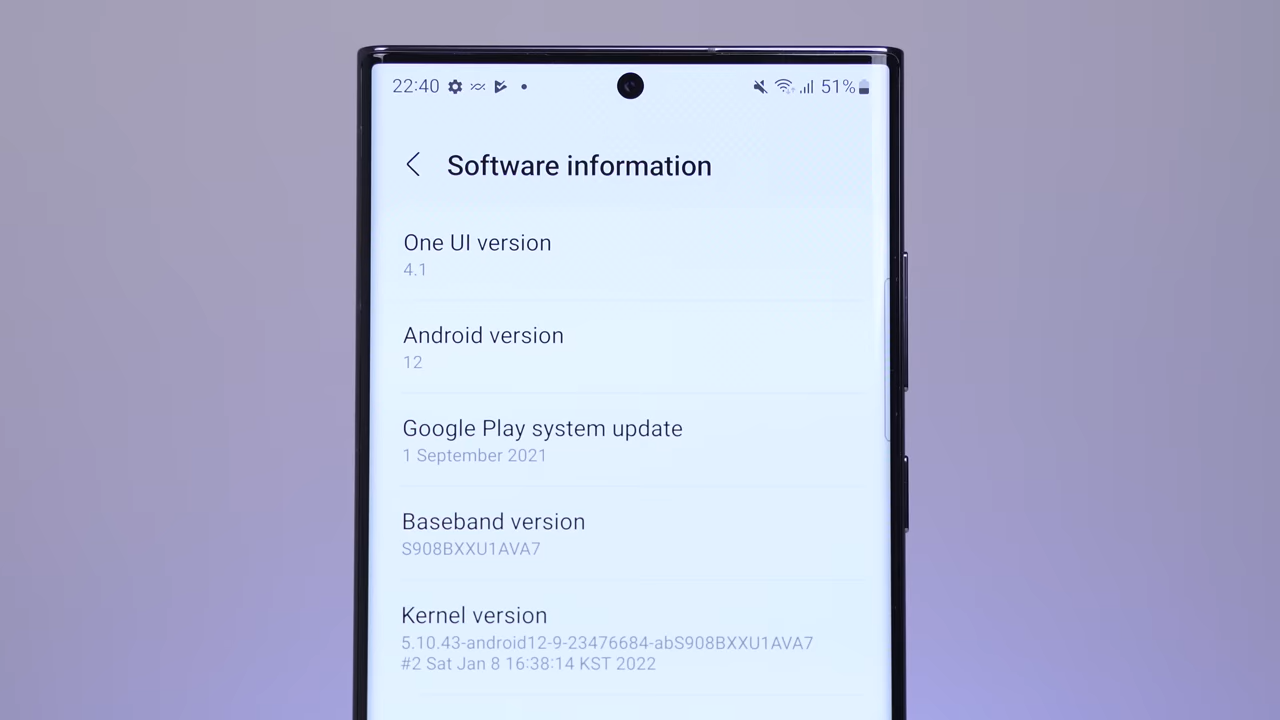 22:40 51%
Software information
One UI version
4.1
Android version
12
Google Play system update
1 September 2021
Baseband version
S908BXXU1AVA7
Kernel version
5.10.43-android12-9-23476684-abS908BXXU1AVA7
#2 Sat Jan 8 16:38:14 KST 2022